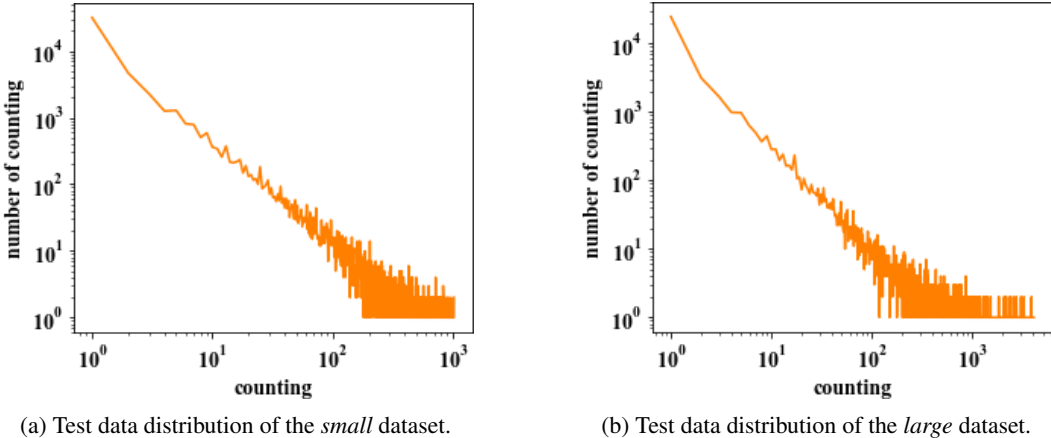 10^4
10^3
10^2
10^1
10^0
number of counting
10^0 10^1 10^2 10^3
counting
(a) Test data distribution of the small dataset.
10^4
10^3
10^2
10^1
10^0
number of counting
10^0 10^1 10^2 10^3
counting
(b) Test data distribution of the large dataset.